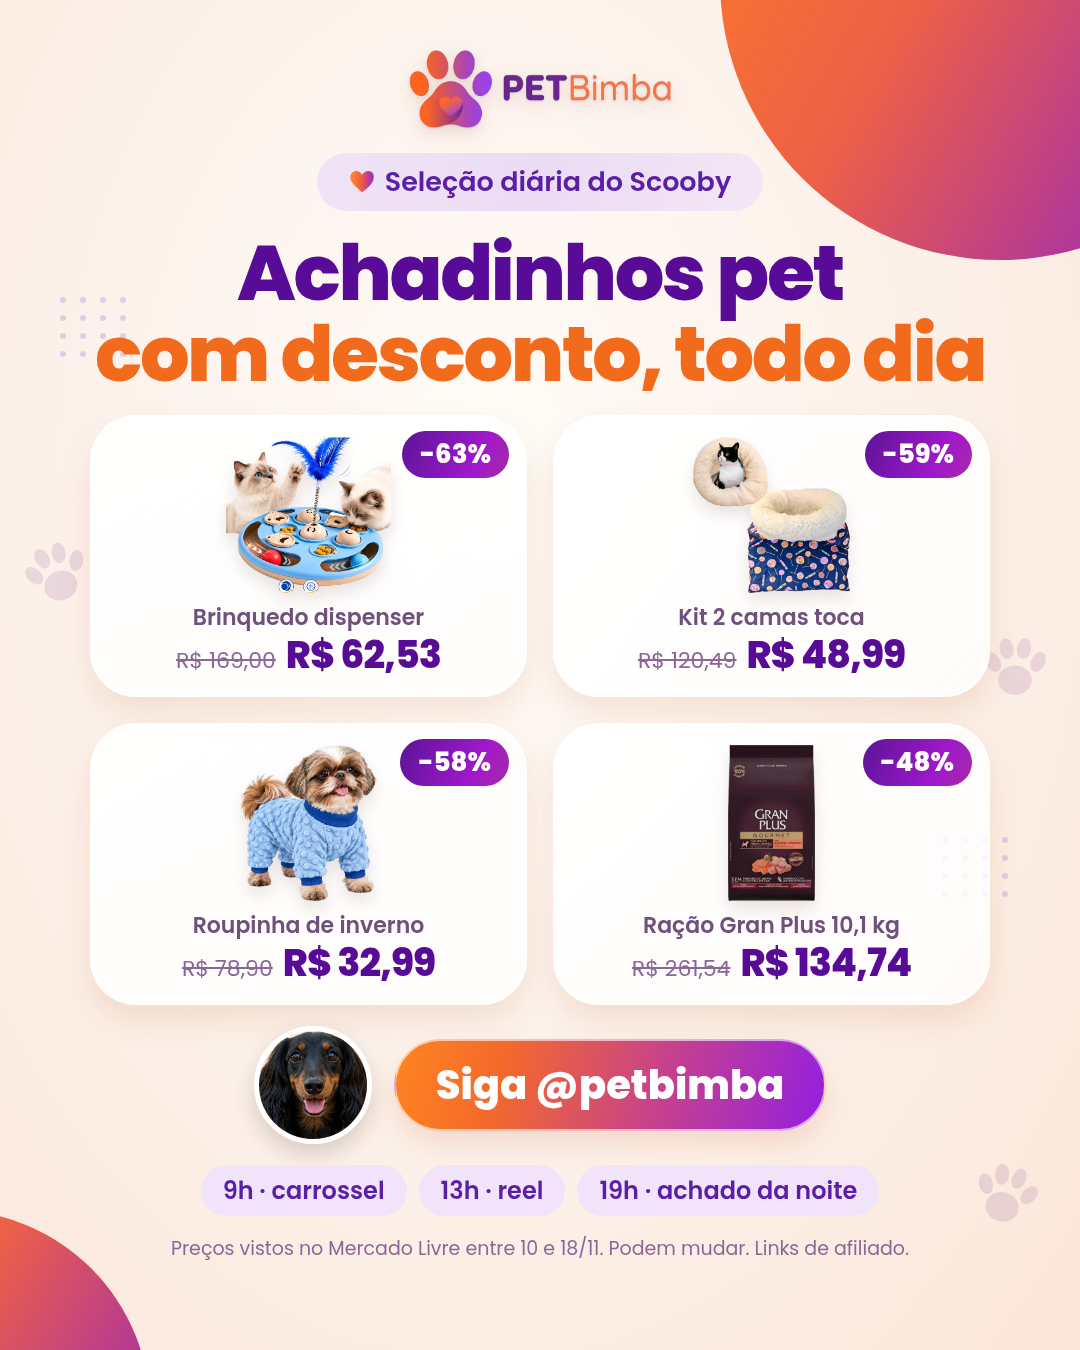 PETBimba
Seleção diária do Scooby
Achadinhos pet
com desconto, todo dia
-63%
Brinquedo dispenser
R$ 169,00 R$ 62,53
-59%
Kit 2 camas toca
R$ 120,49 R$ 48,99
-58%
Roupinha de inverno
R$ 78,90 R$ 32,99
-48%
GRAN
PLUS
GOURMET
Ração Gran Plus 10,1 kg
R$ 261,54 R$ 134,74
Siga @petbimba
9h · carrossel
13h · reel
19h · achado da noite
Preços vistos no Mercado Livre entre 10 e 18/11. Podem mudar. Links de afiliado.